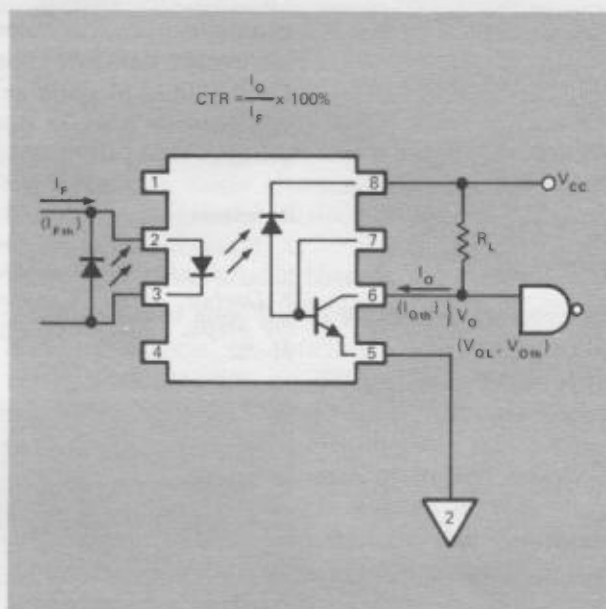 CTR = I_O / I_F × 100%
1
8
V_CC
I_F
(I_Fth)
2
7
R_L
3
6
I_O
(I_Oth)
} V_O
(V_OL, V_Oth)
4
5
2